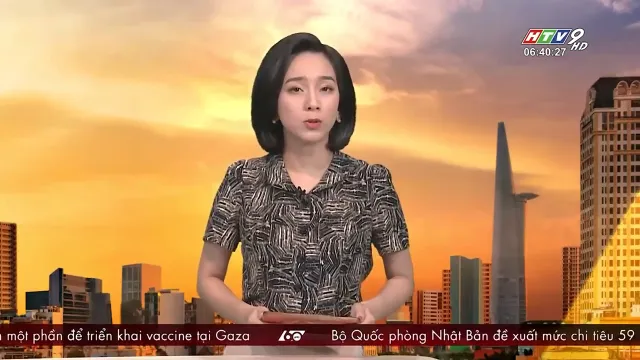 HTV9 HD
06:40:27
một phần để triển khai vaccine tại Gaza
Bộ Quốc phòng Nhật Bản đề xuất mức chi tiêu 59